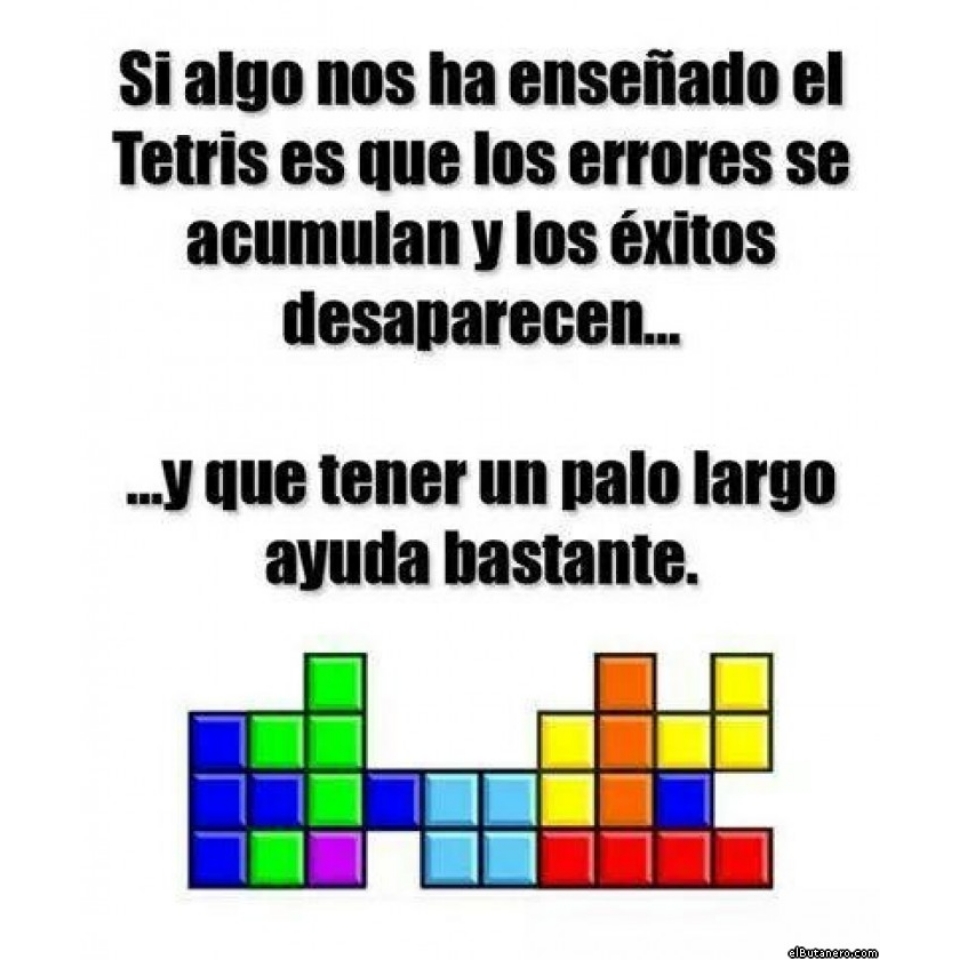 Si algo nos ha enseñado el
Tetris es que los errores se
acumulan y los éxitos
desaparecen...
...y que tener un palo largo
ayuda bastante.
elButanero.com